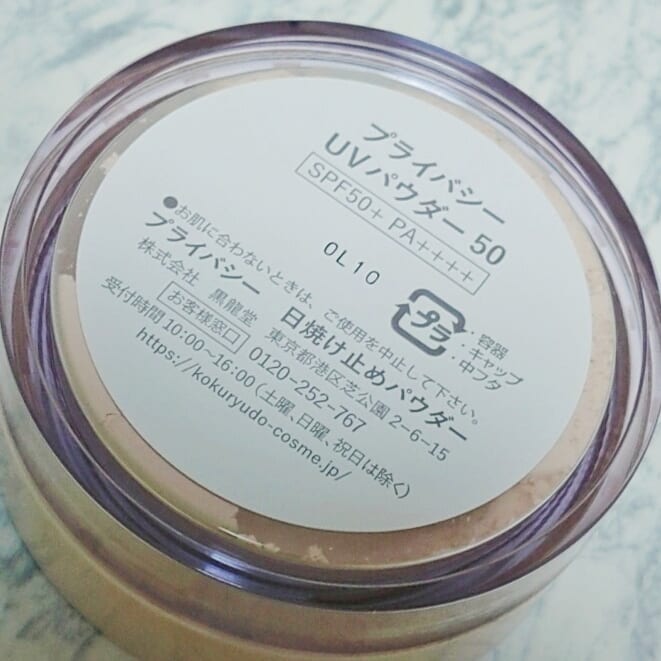 プライバシー
UVパウダー 50
SPF50+ PA++++
0L10
プラ
・容器
・キャップ
・中フタ
●お肌に合わないときは、ご使用を中止して下さい。
プライバシー 日焼け止めパウダー
株式会社 黒龍堂 東京都港区芝公園2-6-15
お客様窓口 0120-252-767
受付時間10:00～16:00(土曜、日曜、祝日は除く)
https://kokuryudo-cosme.jp/